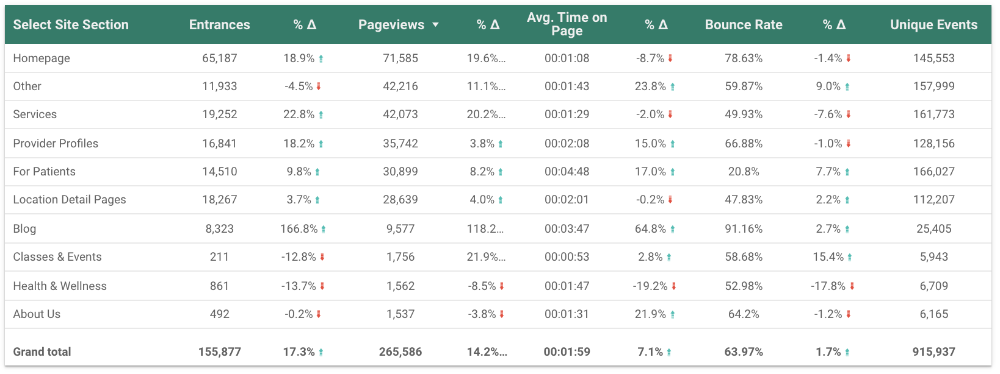 Select Site Section Entrances % Δ Pageviews % Δ Avg. Time on Page % Δ Bounce Rate % Δ Unique Events
Homepage 65,187 18.9% 71,585 19.6%... 00:01:08 -8.7% 78.63% -1.4% 145,553
Other 11,933 -4.5% 42,216 11.1%... 00:01:43 23.8% 59.87% 9.0% 157,999
Services 19,252 22.8% 42,073 20.2%... 00:01:29 -2.0% 49.93% -7.6% 161,773
Provider Profiles 16,841 18.2% 35,742 3.8% 00:02:08 15.0% 66.88% -1.0% 128,156
For Patients 14,510 9.8% 30,899 8.2% 00:04:48 17.0% 20.8% 7.7% 166,027
Location Detail Pages 18,267 3.7% 28,639 4.0% 00:02:01 -0.2% 47.83% 2.2% 112,207
Blog 8,323 166.8% 9,577 118.2... 00:03:47 64.8% 91.16% 2.7% 25,405
Classes & Events 211 -12.8% 1,756 21.9%... 00:00:53 2.8% 58.68% 15.4% 5,943
Health & Wellness 861 -13.7% 1,562 -8.5% 00:01:47 -19.2% 52.98% -17.8% 6,709
About Us 492 -0.2% 1,537 -3.8% 00:01:31 21.9% 64.2% -1.2% 6,165
Grand total 155,877 17.3% 265,586 14.2%... 00:01:59 7.1% 63.97% 1.7% 915,937